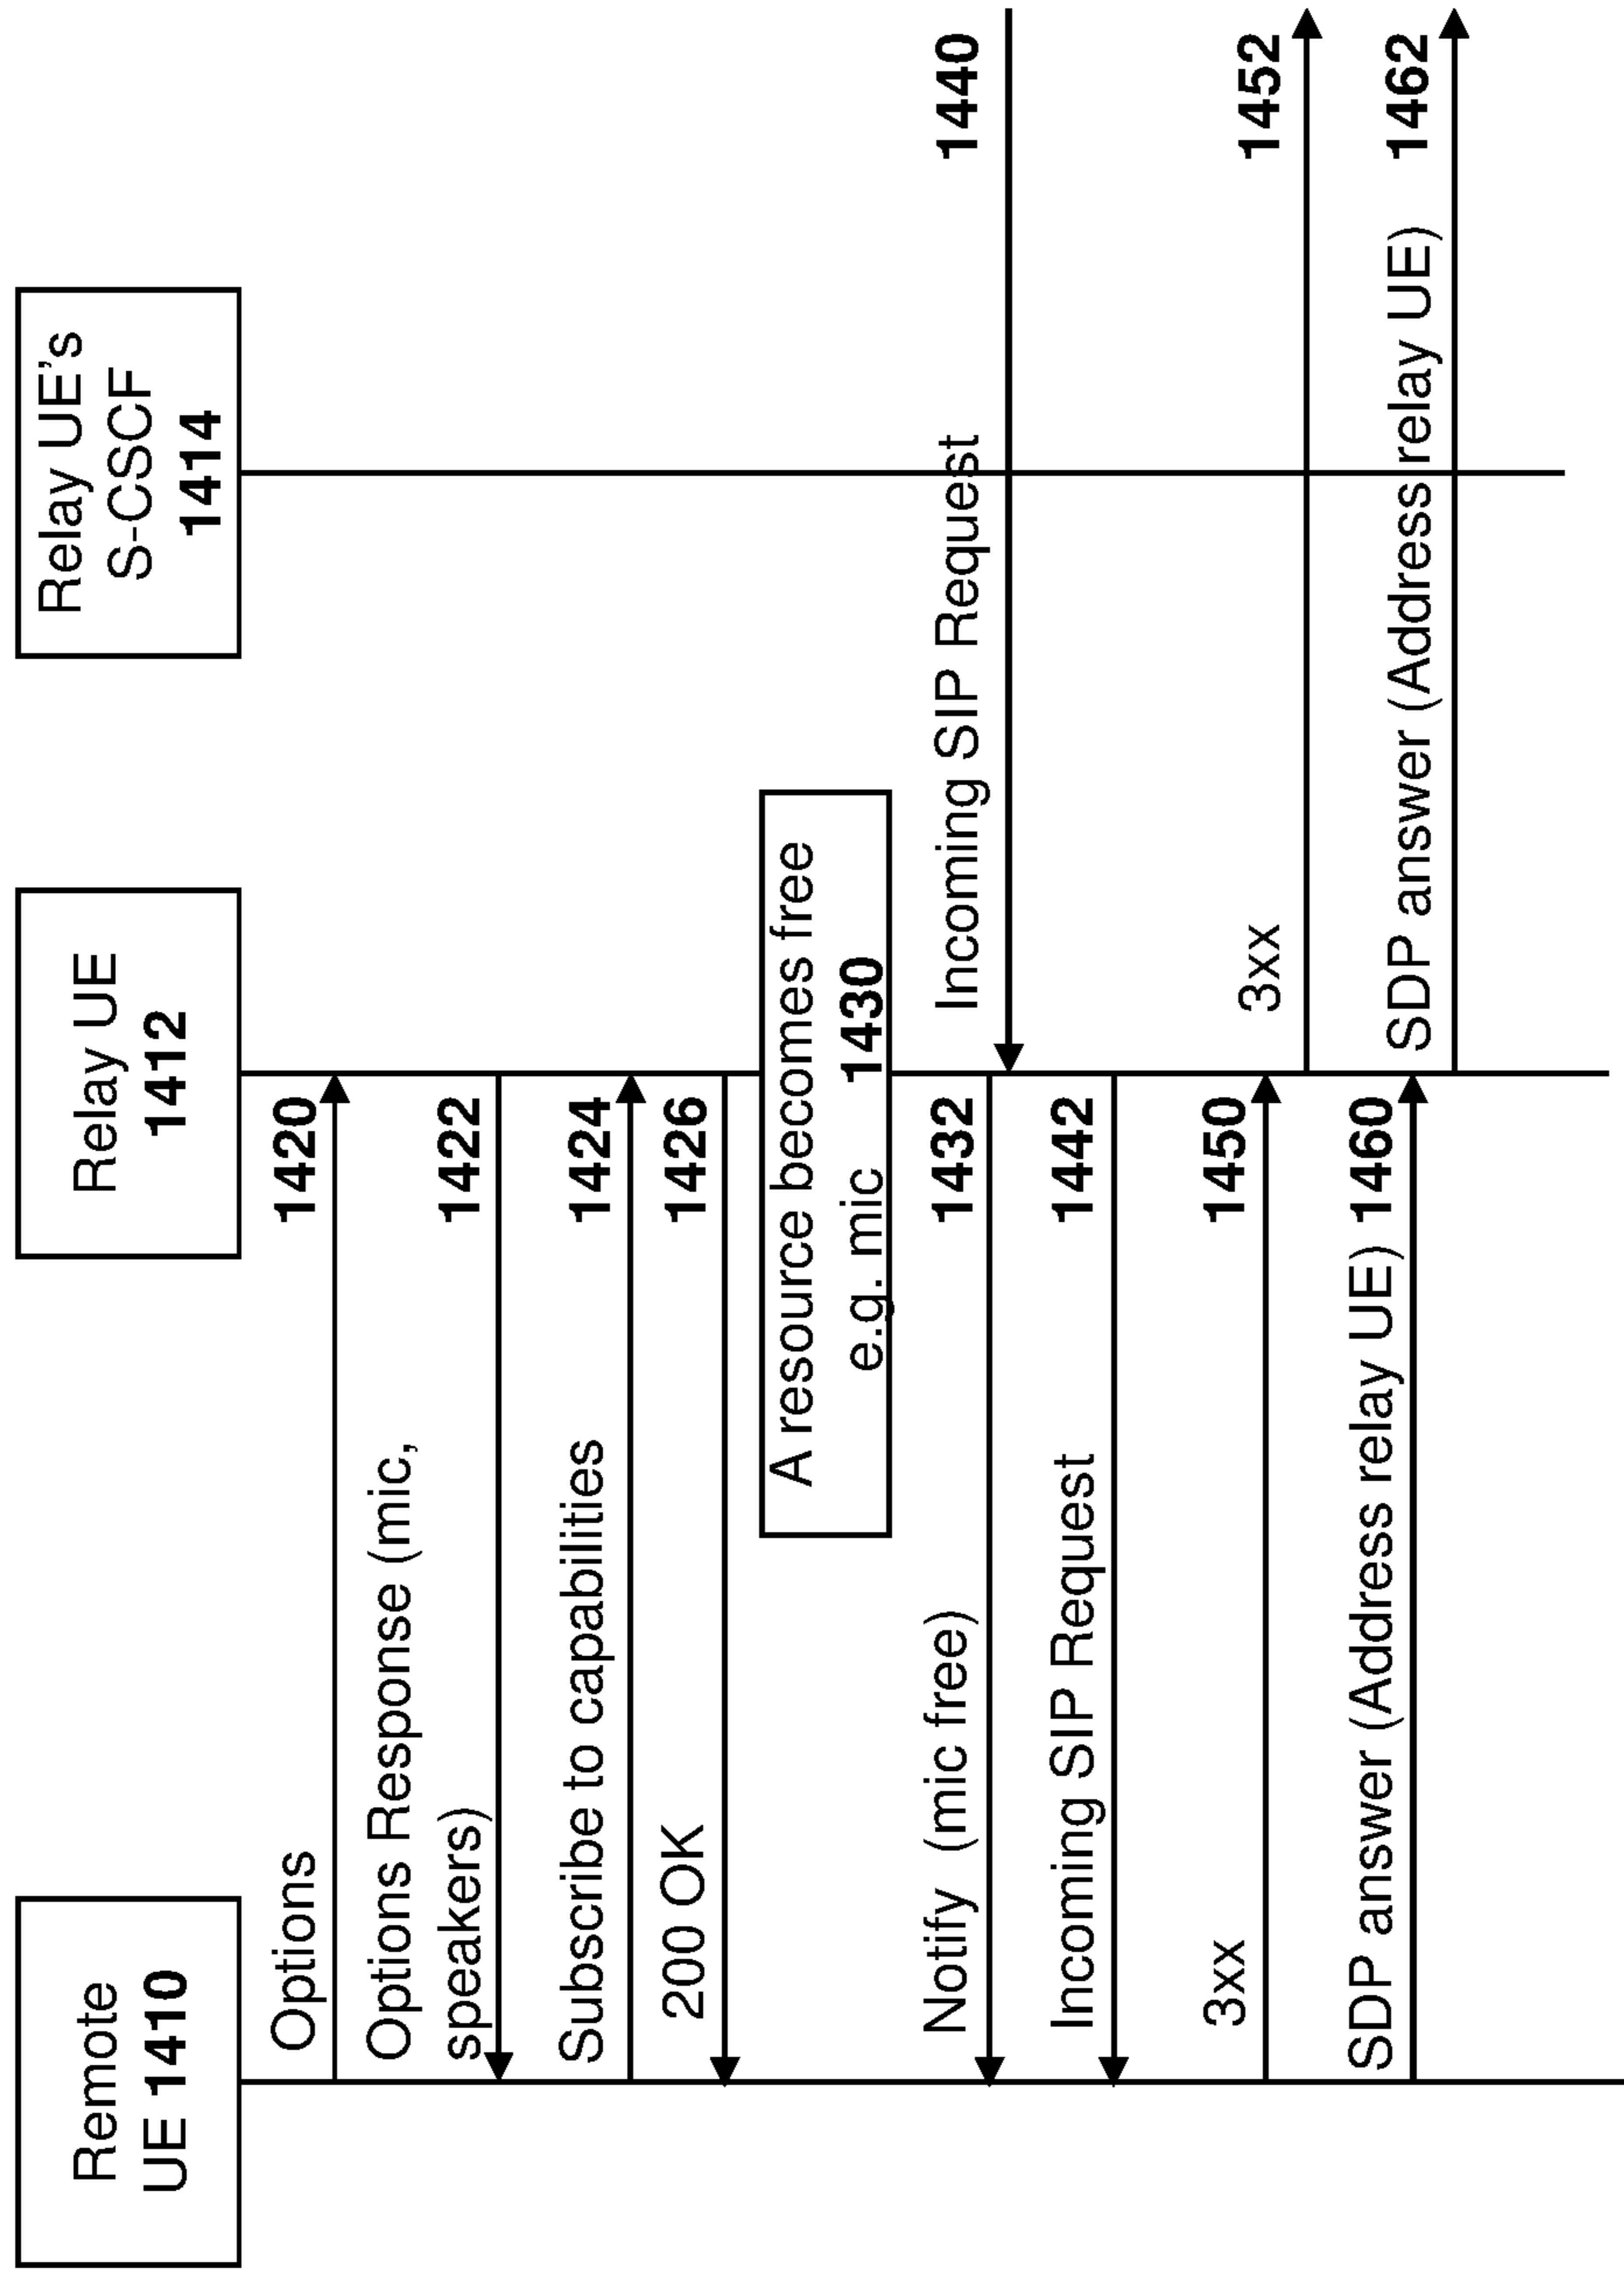 Remote
UE 1410
Relay UE
1412
Relay UE's
S-CSCF
1414
Options
1420
Options Response (mic,
speakers)
1422
Subscribe to capabilities
1424
200 OK
1426
A resource becomes free
e.g. mic 1430
Notify (mic free)
1432
Incoming SIP Request
1440
Incoming SIP Request
1442
3xx
1450
3xx
1452
SDP answer (Address relay UE) 1460
SDP answer (Address relay UE) 1462